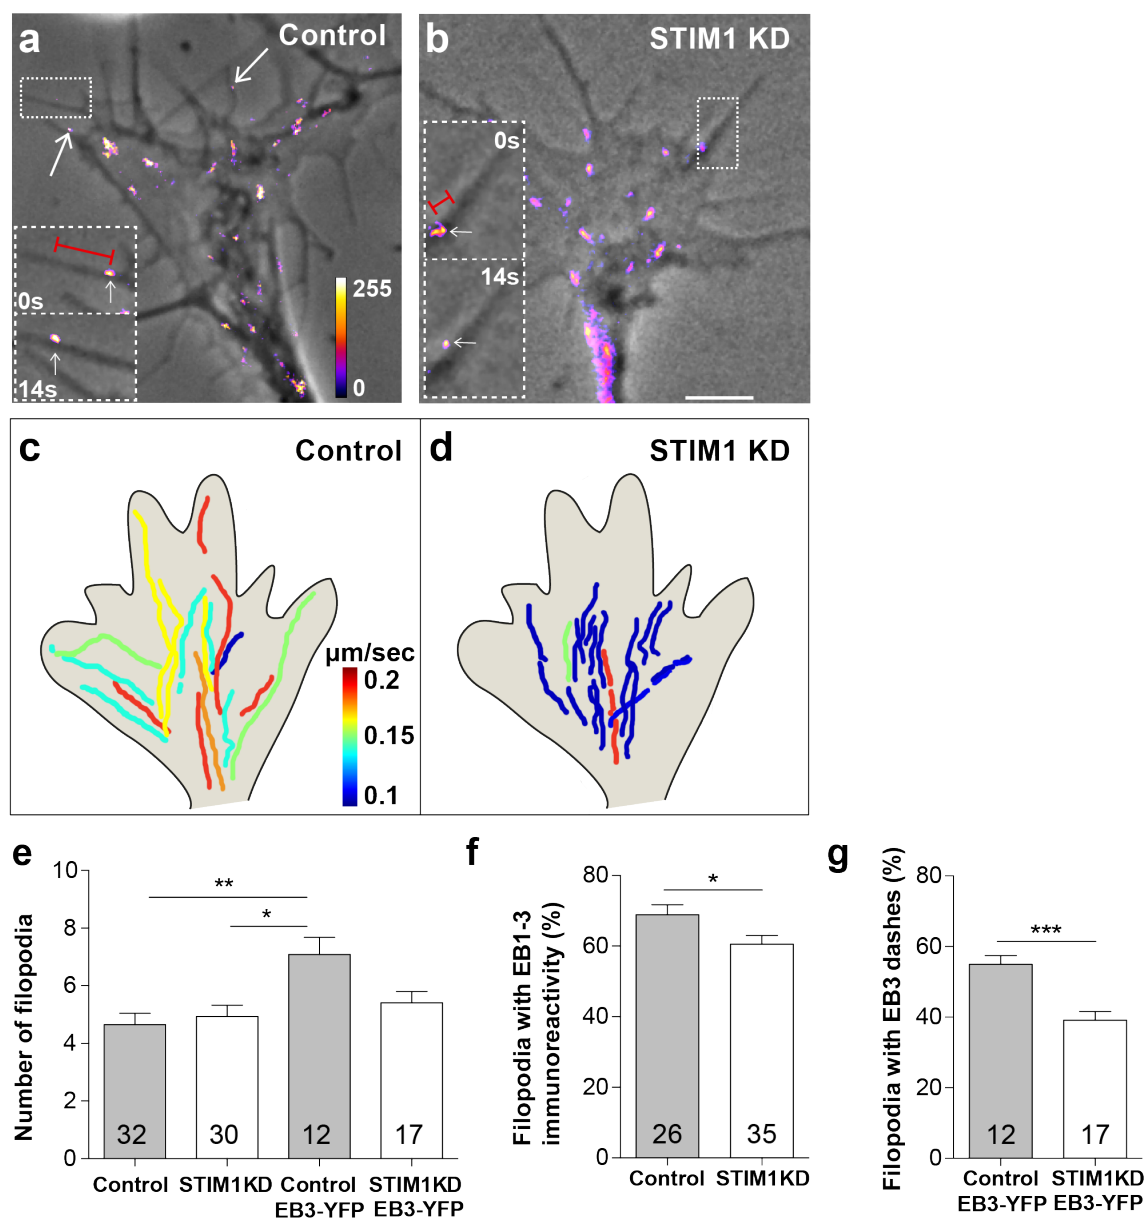 a
Control
0s
14s
255
0
b
STIM1 KD
0s
14s
c
Control
µm/sec
0.2
0.15
0.1
d
STIM1 KD
e
Number of filopodia
10
8
6
4
2
0
**
*
32
30
12
17
Control
STIM1KD
Control
EB3-YFP
STIM1KD
EB3-YFP
f
Filopodia with EB1-3
immunoreactivity (%)
80
60
40
20
0
*
26
35
Control
STIM1KD
g
Filopodia with EB3 dashes (%)
80
60
40
20
0
***
12
17
Control
EB3-YFP
STIM1KD
EB3-YFP